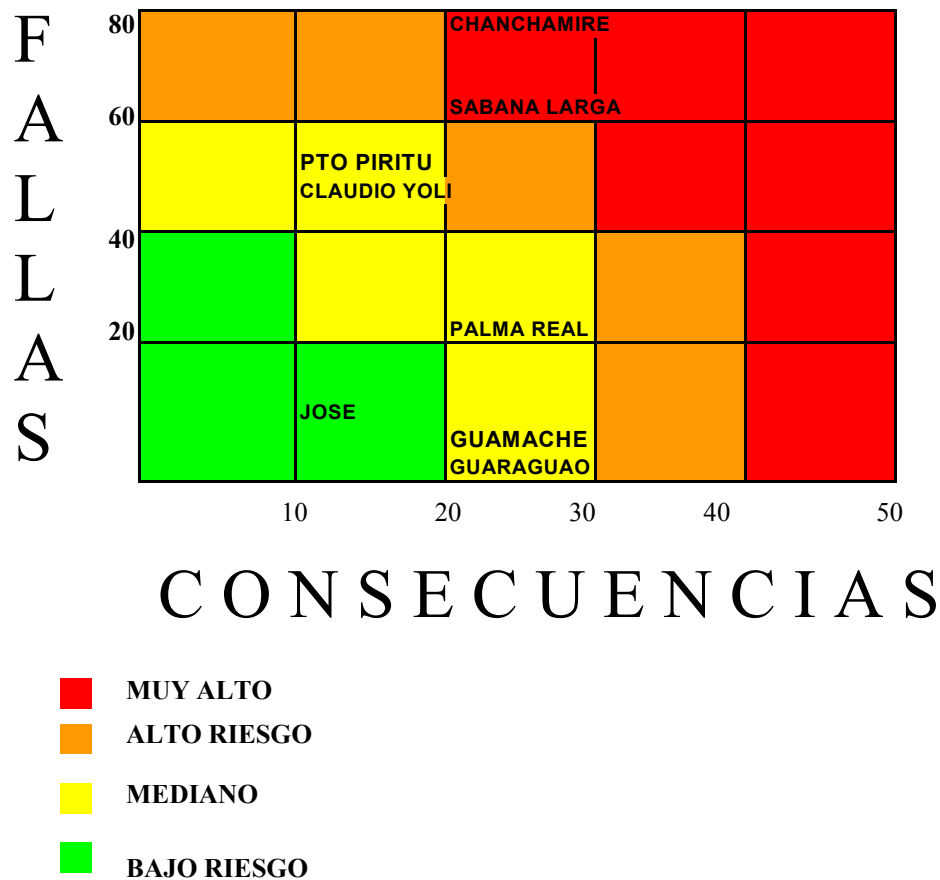 FALLAS
80
CHANCHAMIRE
SABANA LARGA
60
PTO PIRITU
CLAUDIO YOLI
40
PALMA REAL
20
JOSE
GUAMACHE
GUARAGUAO
10 20 30 40 50
CONSECUENCIAS
MUY ALTO
ALTO RIESGO
MEDIANO
BAJO RIESGO